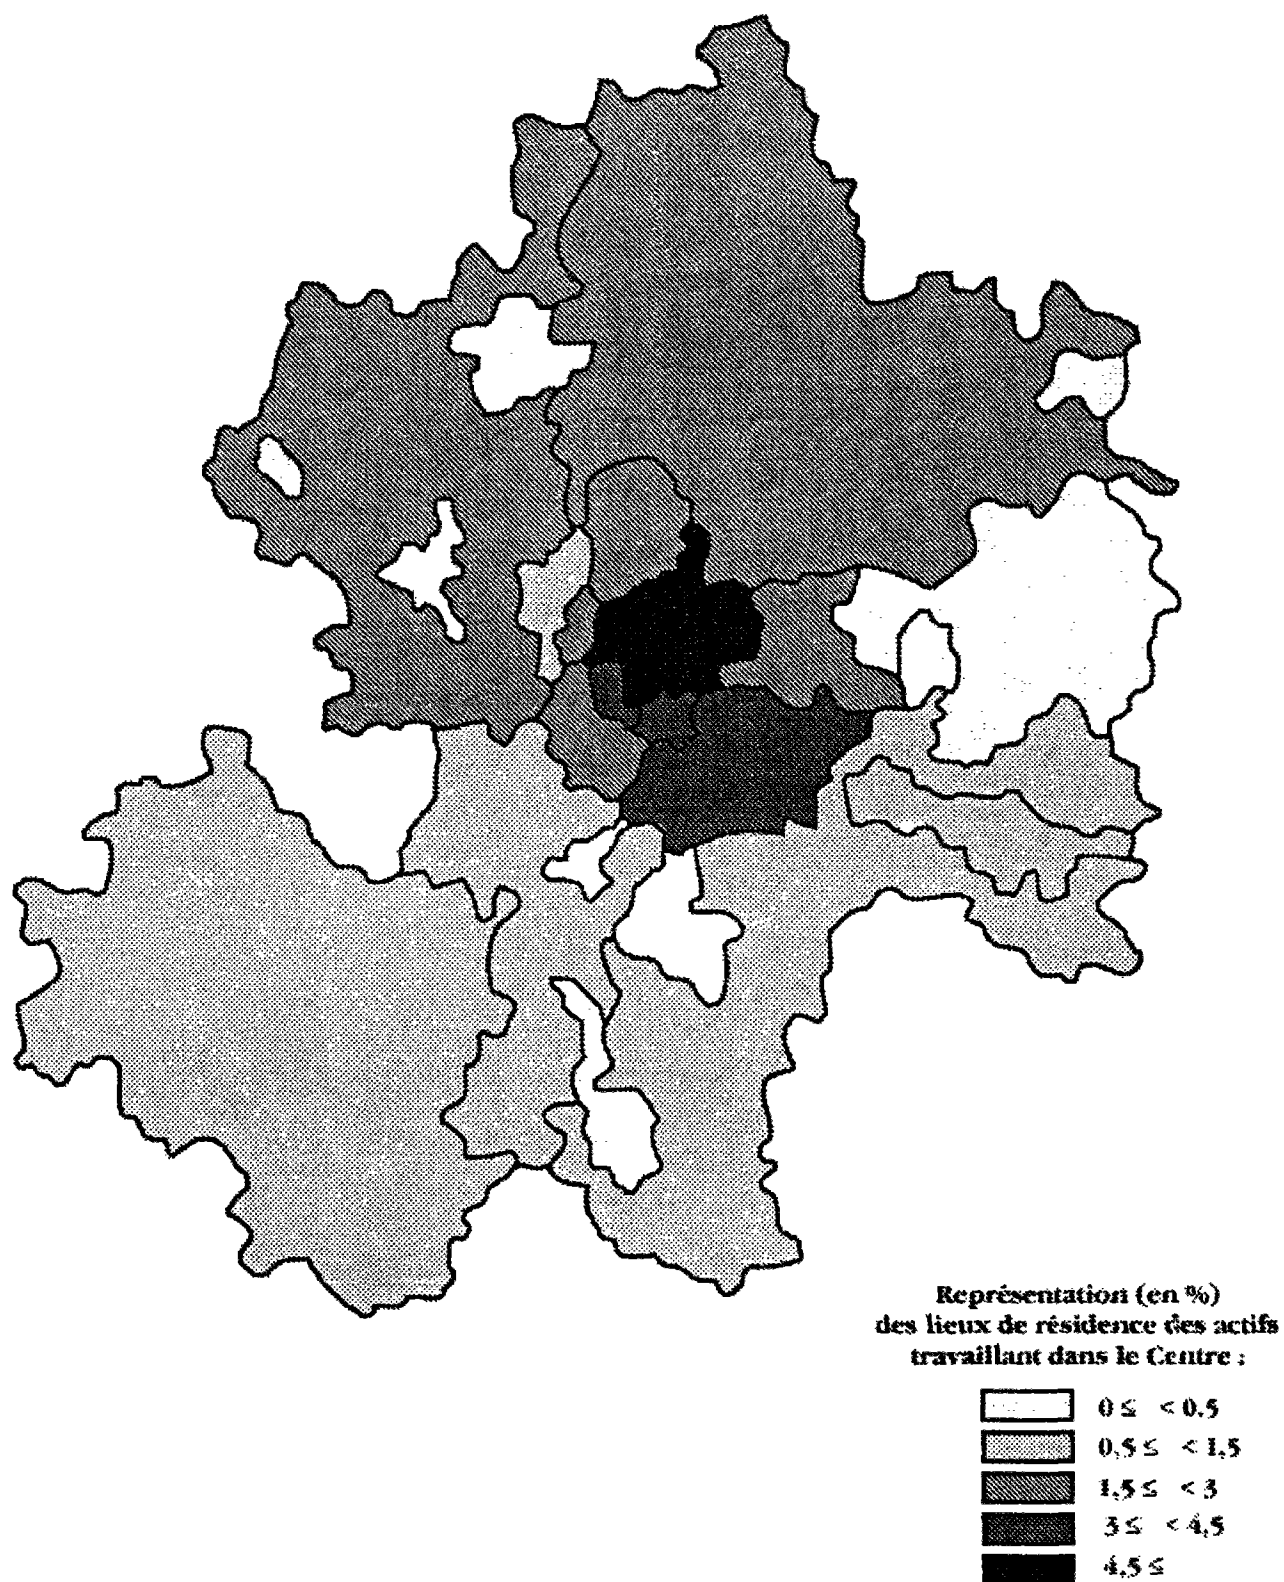 Représentation (en %)
des lieux de résidence des actifs
travaillant dans le Centre :
0 ≤ < 0,5
0,5 ≤ < 1,5
1,5 ≤ < 3
3 ≤ < 4,5
4,5 ≤